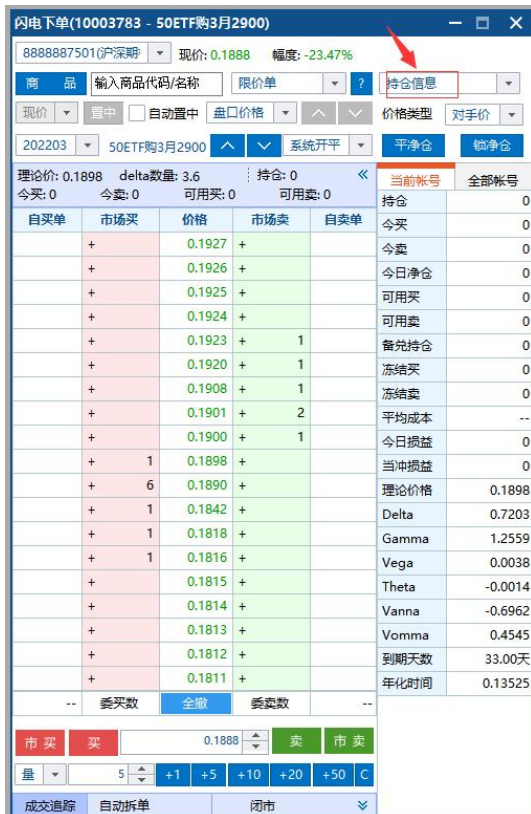 闪电下单(10003783 - 50ETF购3月2900)
8888887501(沪深期 现价: 0.1888 幅度: -23.47%
商 品 输入商品代码/名称 限价单 ? 持仓信息
现价 置中 自动置中 盘口价格 价格类型 对手价
202203 50ETF购3月2900 系统开平 平净仓 锁净仓
理论价: 0.1898 delta数量: 3.6 持仓: 0 «
今买: 0 今卖: 0 可用买: 0 可用卖: 0
自买单 市场买 价格 市场卖 自卖单
+ 0.1927 +
+ 0.1926 +
+ 0.1925 +
+ 0.1924 +
+ 0.1923 + 1
+ 0.1920 + 1
+ 0.1908 + 1
+ 0.1901 + 2
+ 0.1900 + 1
+ 1 0.1898 +
+ 6 0.1890 +
+ 1 0.1842 +
+ 1 0.1818 +
+ 1 0.1816 +
+ 0.1815 +
+ 0.1814 +
+ 0.1813 +
+ 0.1812 +
+ 0.1811 +
-- 委买数 全撤 委卖数 --
市买 买 0.1888 卖 市卖
量 5 +1 +5 +10 +20 +50 C
成交追踪 自动拆单 闭市
当前帐号 全部帐号
持仓 0
今买 0
今卖 0
今日净仓 0
可用买 0
可用卖 0
备兑持仓 0
冻结买 0
冻结卖 0
平均成本 --
今日损益 0
当冲损益 0
理论价格 0.1898
Delta 0.7203
Gamma 1.2559
Vega 0.0038
Theta -0.0014
Vanna -0.6962
Vomma 0.4545
到期天数 33.00天
年化时间 0.13525